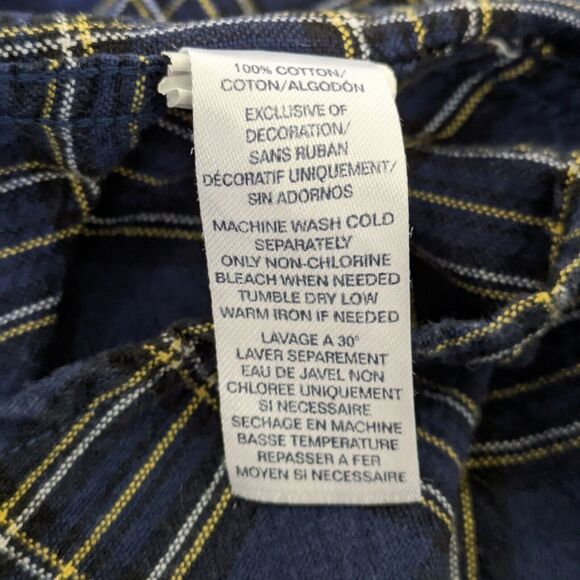 100% COTTON/
COTON/ALGODÓN
EXCLUSIVE OF
DECORATION/
SANS RUBAN
DÉCORATIF UNIQUEMENT/
SIN ADORNOS
MACHINE WASH COLD
SEPARATELY
ONLY NON-CHLORINE
BLEACH WHEN NEEDED
TUMBLE DRY LOW
WARM IRON IF NEEDED
LAVAGE A 30°
LAVER SEPAREMENT
EAU DE JAVEL NON
CHLOREE UNIQUEMENT
SI NECESSAIRE
SECHAGE EN MACHINE
BASSE TEMPERATURE
REPASSER A FER
MOYEN SI NECESSAIRE